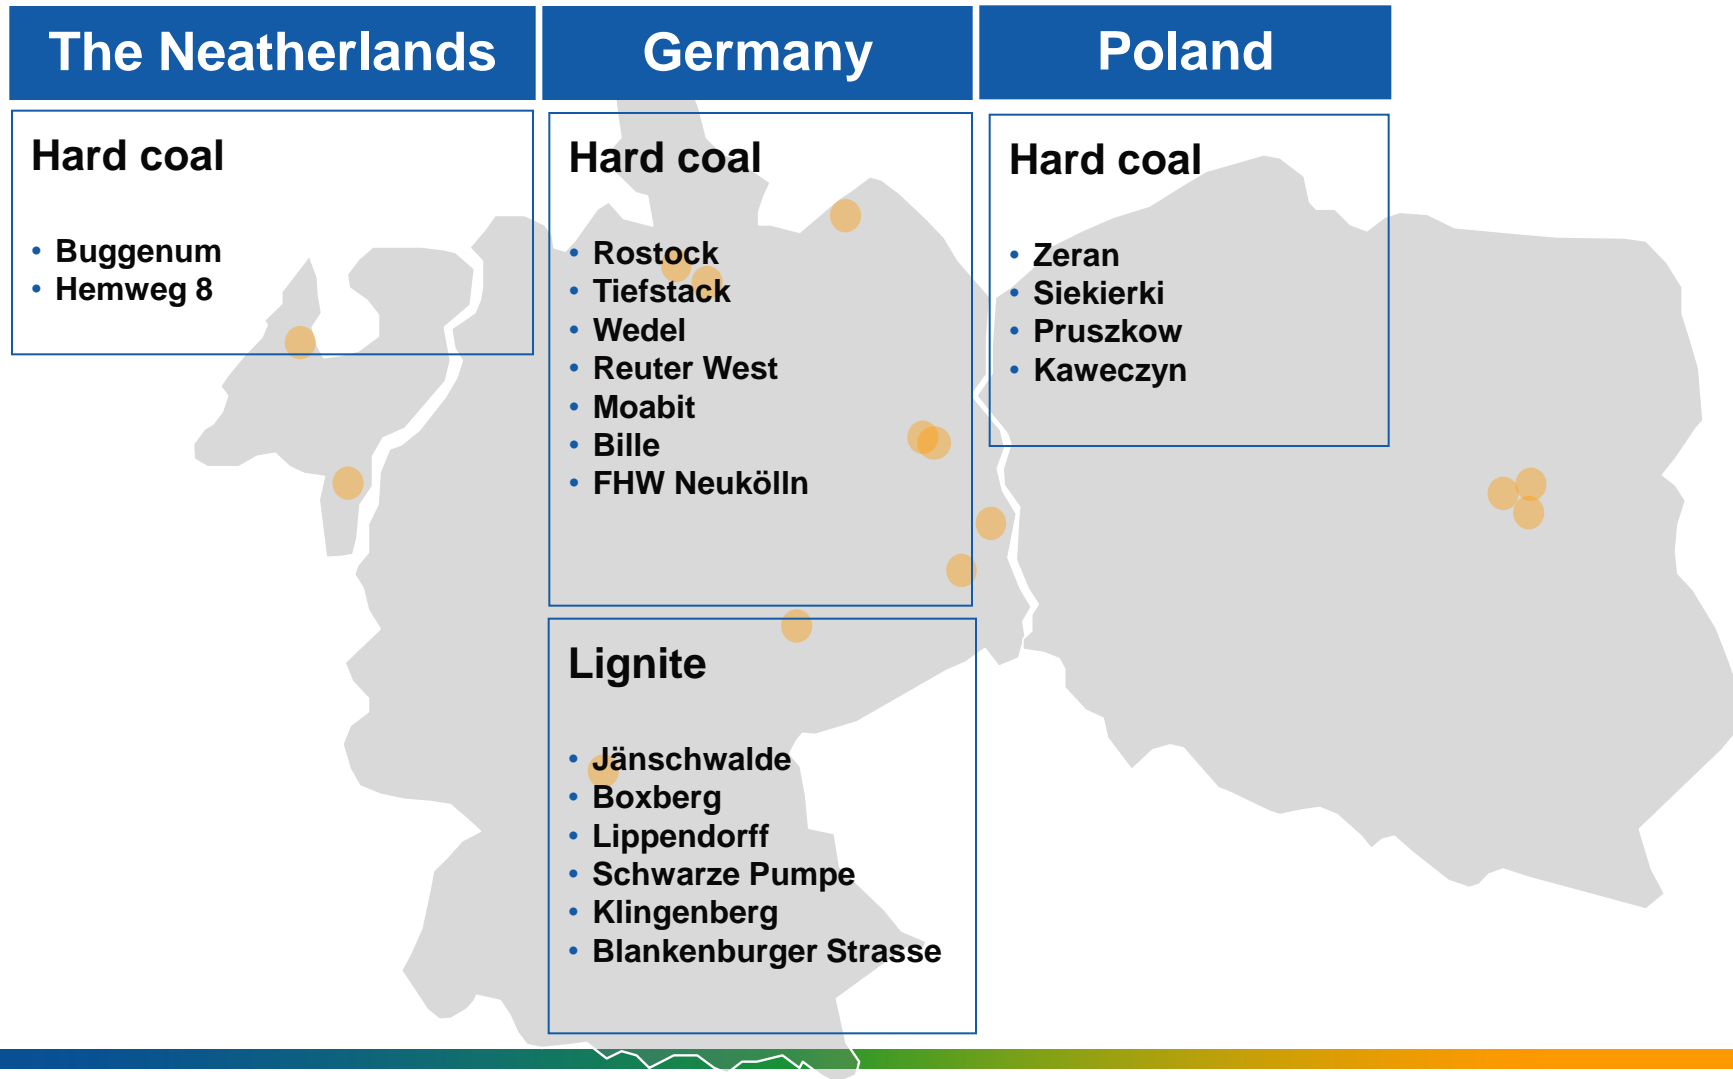 The Neatherlands
Germany
Poland
Hard coal
• Buggenum
• Hemweg 8
Hard coal
• Rostock
• Tiefstack
• Wedel
• Reuter West
• Moabit
• Bille
• FHW Neukölln
Lignite
• Jänschwalde
• Boxberg
• Lippendorff
• Schwarze Pumpe
• Klingenberg
• Blankenburger Strasse
Hard coal
• Zeran
• Siekierki
• Pruszkow
• Kaweczyn